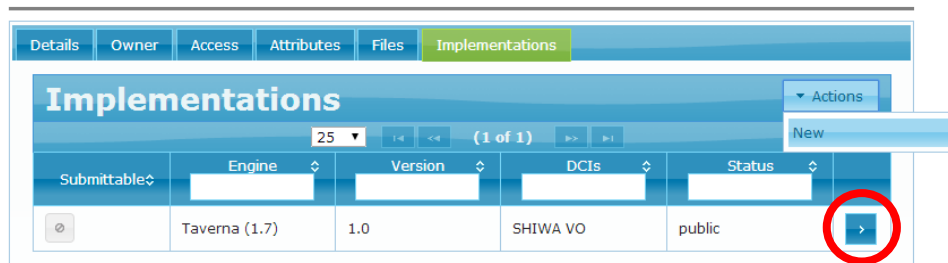 Details Owner Access Attributes Files Implementations
Implementations
Actions
New
25 (1 of 1)
Submittable Engine Version DCIs Status
Taverna (1.7) 1.0 SHIWA VO public